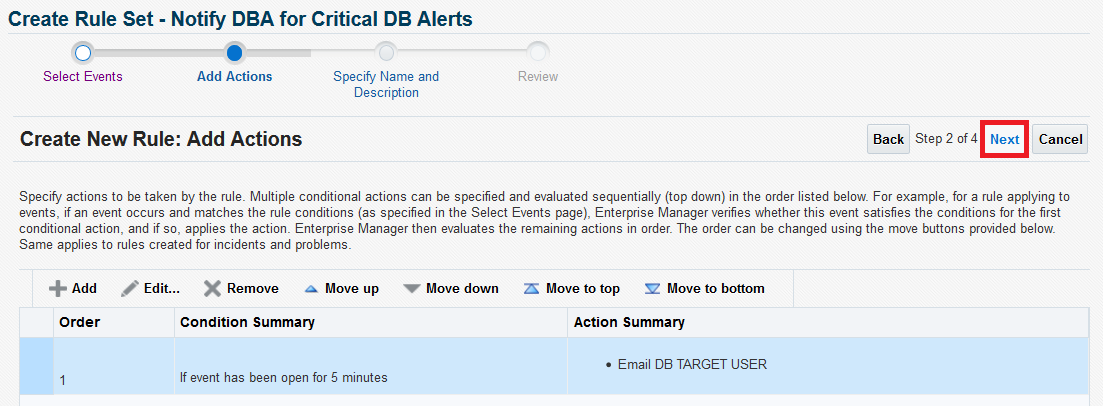 Create Rule Set - Notify DBA for Critical DB Alerts
Select Events
Add Actions
Specify Name and
Description
Review
Create New Rule: Add Actions
Back Step 2 of 4 Next Cancel
Specify actions to be taken by the rule. Multiple conditional actions can be specified and evaluated sequentially (top down) in the order listed below. For example, for a rule applying to
events, if an event occurs and matches the rule conditions (as specified in the Select Events page), Enterprise Manager verifies whether this event satisfies the conditions for the first
conditional action, and if so, applies the action. Enterprise Manager then evaluates the remaining actions in order. The order can be changed using the move buttons provided below.
Same applies to rules created for incidents and problems.
Add Edit... Remove Move up Move down Move to top Move to bottom
Order Condition Summary Action Summary
1 If event has been open for 5 minutes • Email DB TARGET USER